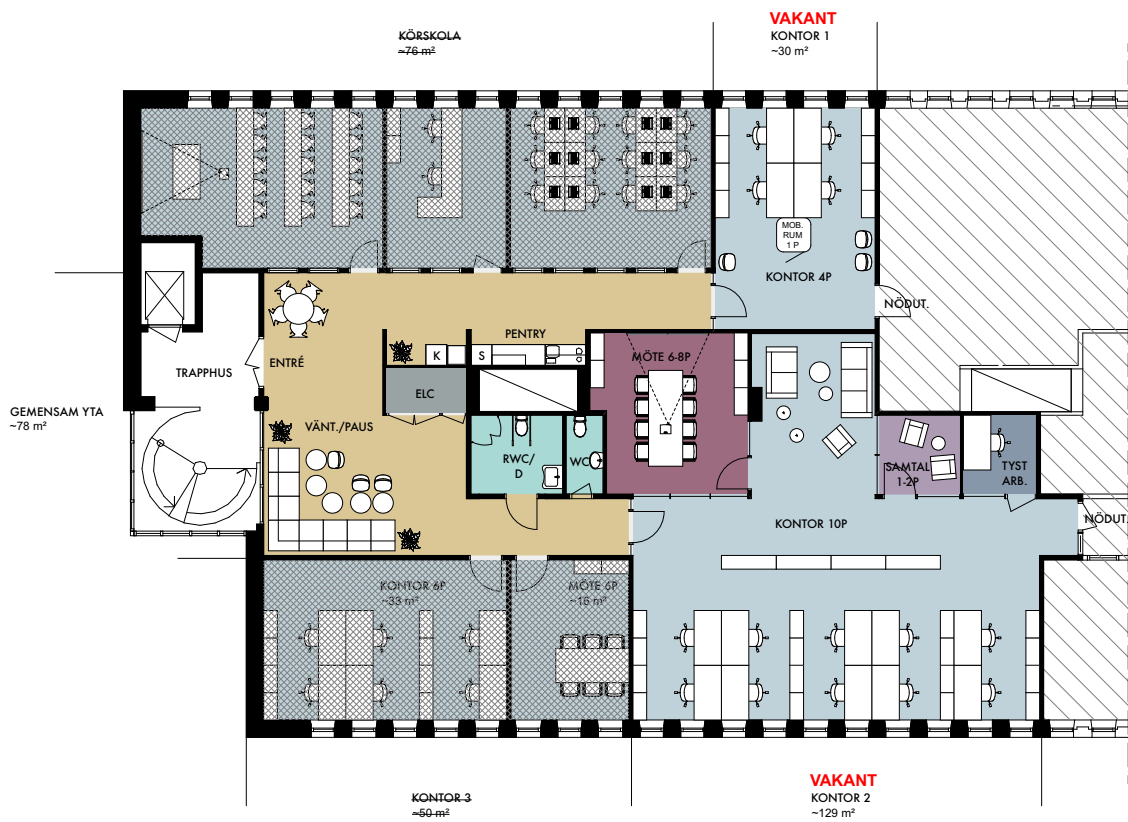 VAKANT
KÖRSKOLA
~76 m²
KONTOR 1
~30 m²
MOB.
RUM
1 P
KONTOR 4P
NÖDUT.
PENTRY
K
S
MÖTE 6-8P
ENTRÉ
TRAPPHUS
ELC
GEMENSAM YTA
~78 m²
VÄNT./PAUS
RWC/
D
WC
SAMTAL
1-2P
TYST
ARB.
KONTOR 10P
NÖDUT.
KONTOR 6P
~33 m²
MÖTE 6P
~16 m²
VAKANT
KONTOR 3
~50 m²
KONTOR 2
~129 m²